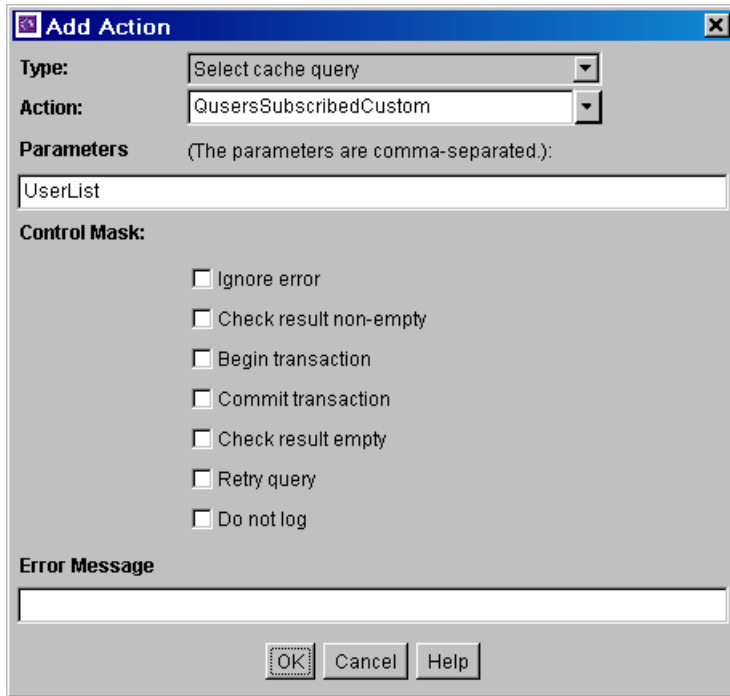 Add Action
Type: Select cache query
Action: QusersSubscribedCustom
Parameters (The parameters are comma-separated.):
UserList
Control Mask:
Ignore error
Check result non-empty
Begin transaction
Commit transaction
Check result empty
Retry query
Do not log
Error Message
OK Cancel Help